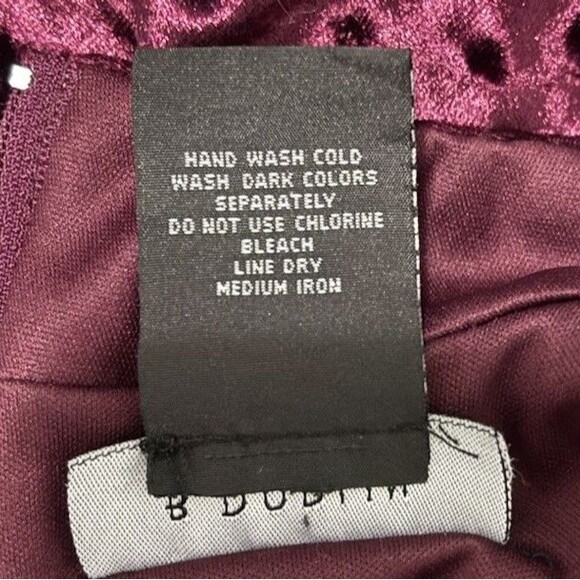 HAND WASH COLD
WASH DARK COLORS
SEPARATELY
DO NOT USE CHLORINE
BLEACH
LINE DRY
MEDIUM IRON
B